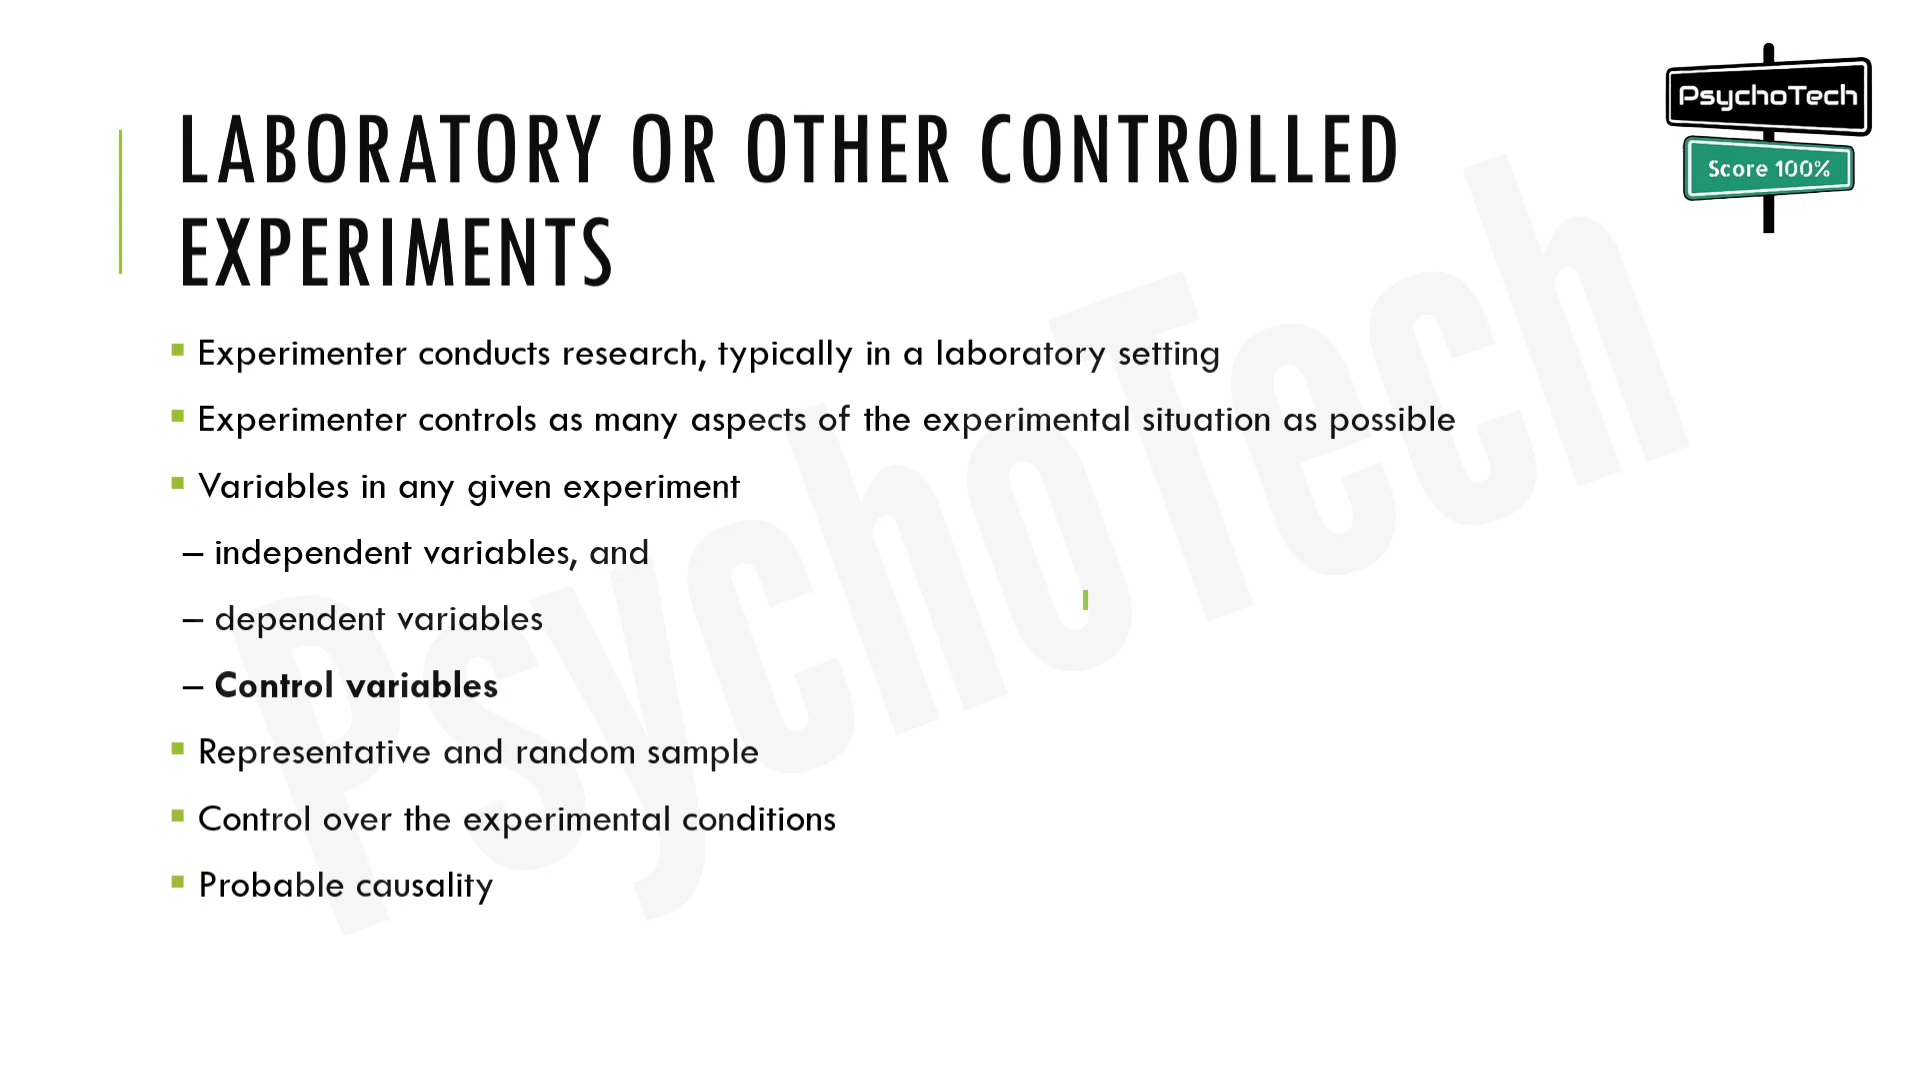 LABORATORY OR OTHER CONTROLLED
EXPERIMENTS
PsychoTech
Score 100%
▪ Experimenter conducts research, typically in a laboratory setting
▪ Experimenter controls as many aspects of the experimental situation as possible
▪ Variables in any given experiment
– independent variables, and
– dependent variables
– Control variables
▪ Representative and random sample
▪ Control over the experimental conditions
▪ Probable causality
PsychoTech